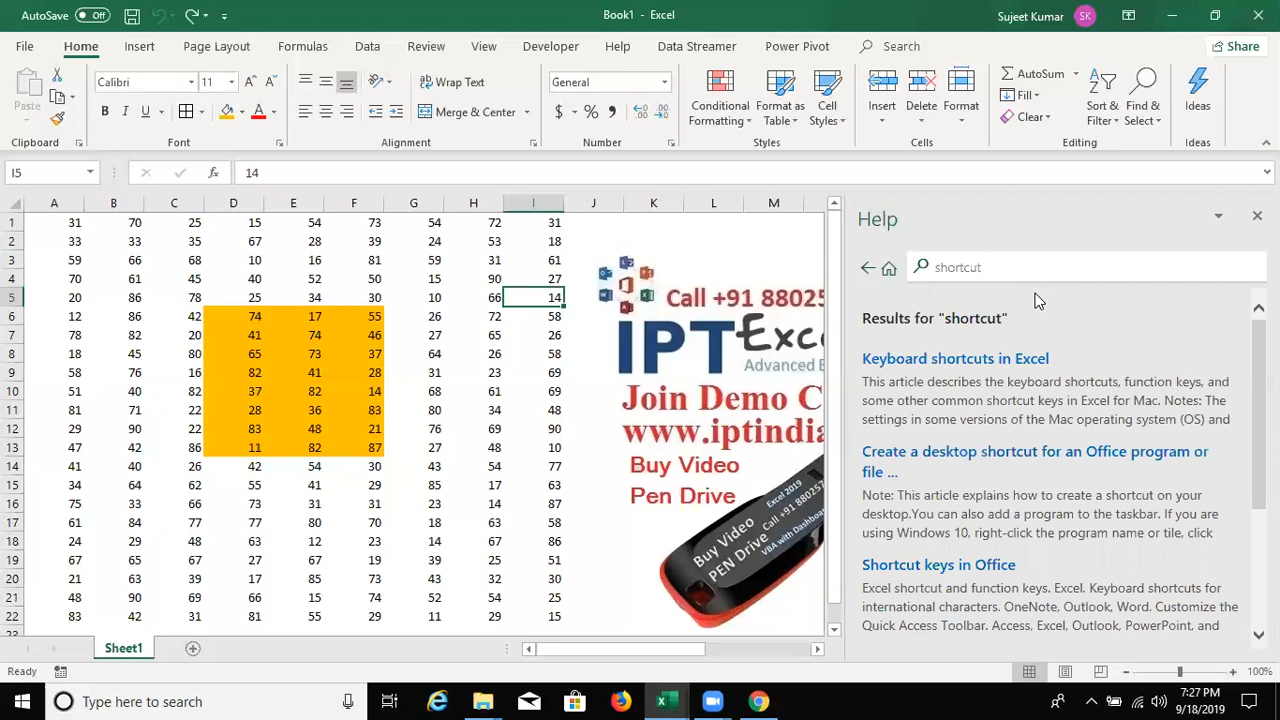 AutoSave Off Book1 - Excel Sujeet Kumar SK
File Home Insert Page Layout Formulas Data Review View Developer Help Data Streamer Power Pivot Search Share
Paste Calibri 11 Wrap Text General Conditional Formatting Format as Table Cell Styles Insert Delete Format AutoSum Sort & Filter Find & Select Ideas
B I U Merge & Center $ % Fill Clear
Clipboard Font Alignment Number Styles Cells Editing Ideas
I5 fx 14
A B C D E F G H I J K L M
1 31 70 25 15 54 73 54 72 31
2 33 33 35 67 28 39 24 53 18
3 59 66 68 10 16 81 59 31 61
4 70 61 45 40 52 50 15 90 27
5 20 86 78 25 34 30 10 66 14
6 12 86 42 74 17 55 26 72 58
7 78 82 20 41 74 46 27 65 26
8 18 45 80 65 73 37 64 26 58
9 58 76 16 82 41 28 31 23 69
10 51 40 82 37 82 14 68 61 69
11 81 71 22 28 36 83 80 34 48
12 29 90 22 83 48 21 76 69 90
13 47 42 86 11 82 87 27 48 10
14 41 40 26 42 54 30 43 54 77
15 34 64 62 55 41 29 85 17 63
16 75 33 66 73 31 31 23 14 87
17 61 84 77 77 80 70 18 63 58
18 24 29 48 63 12 23 14 67 86
19 67 65 27 17 67 19 39 25 51
20 21 63 39 17 85 73 43 32 30
21 48 90 69 66 15 74 52 54 25
22 83 42 31 81 55 29 11 29 15
23
Call +91 88025
IPT Exc
Advanced E
Join Demo C
www.iptindia
Buy Video
Pen Drive
Excel 2019
Call +91 880257
Buy Video
PEN Drive
VBA with Dashboard
Help
shortcut
Results for "shortcut"
Keyboard shortcuts in Excel
This article describes the keyboard shortcuts, function keys, and
some other common shortcut keys in Excel for Mac. Notes: The
settings in some versions of the Mac operating system (OS) and
Create a desktop shortcut for an Office program or
file ...
Note: This article explains how to create a shortcut on your
desktop.You can also add a program to the taskbar. If you are
using Windows 10, right-click the program name or tile, click
Shortcut keys in Office
Excel shortcut and function keys. Excel. Keyboard shortcuts for
international characters. OneNote, Outlook, Word. Customize the
Quick Access Toolbar. Access, Excel, Outlook, PowerPoint, and
Sheet1
Ready 100%
Type here to search 7:27 PM
9/18/2019